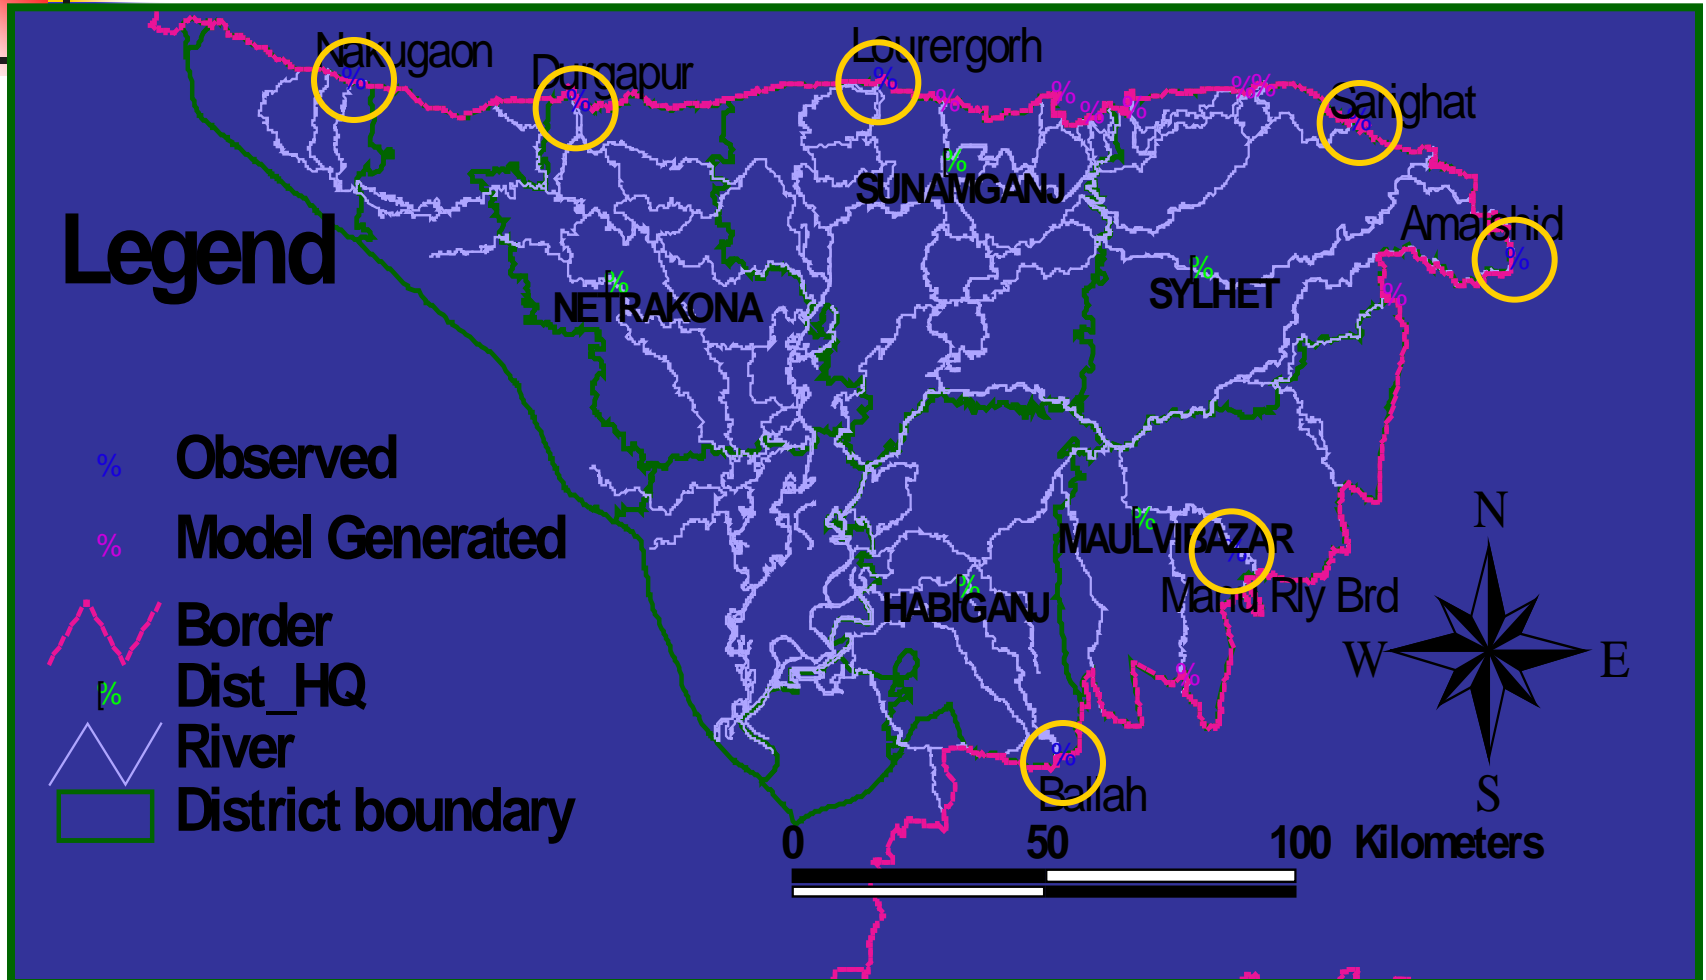 Nakugaon
Durgapur
Lourergorh
Sarighat
Amalshid
SUNAMGANJ
SYLHET
NETRAKONA
MAULVIBAZAR
Manu Rly Brd
HABIGANJ
Ballah
Legend
% Observed
% Model Generated
Border
[% Dist_HQ
River
District boundary
N
W E
S
0 50 100 Kilometers